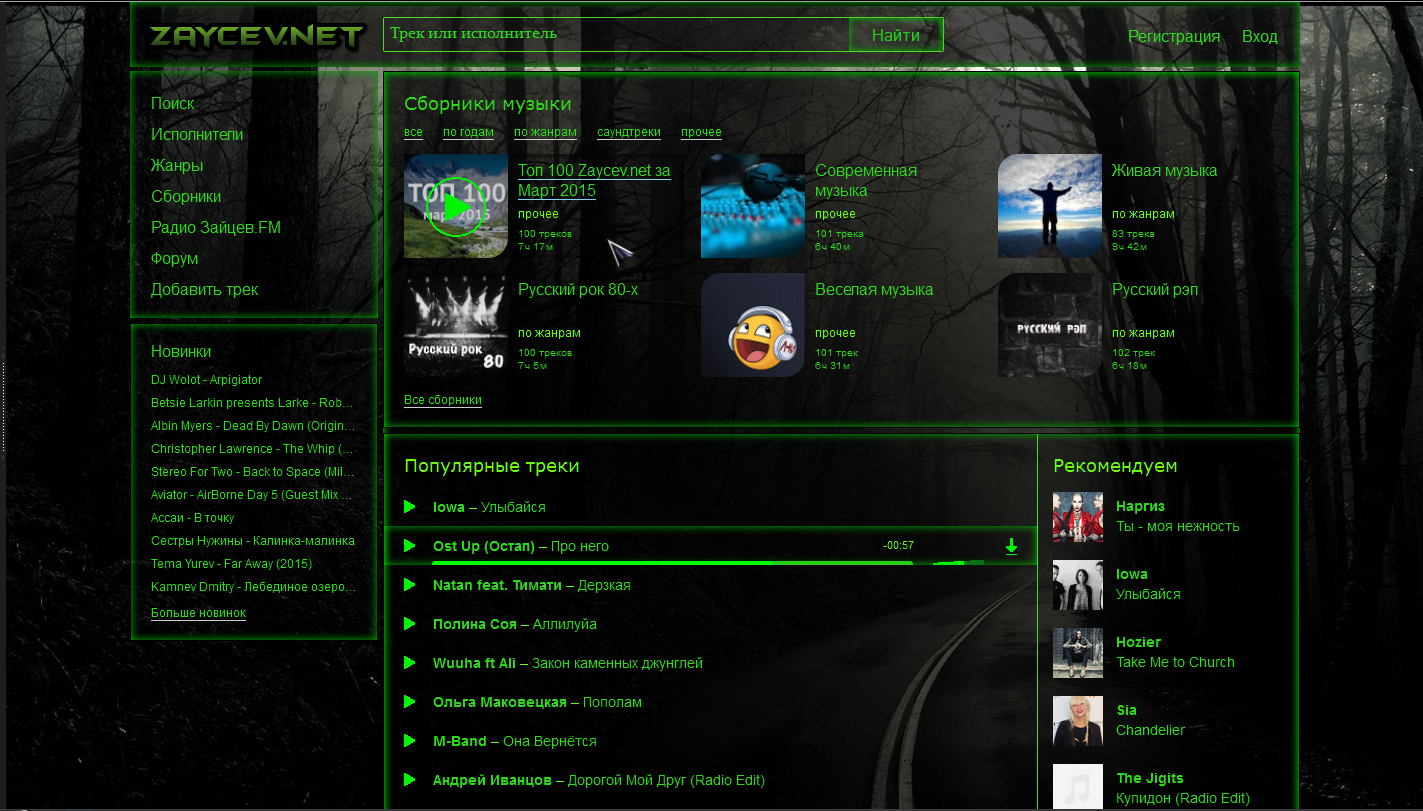 ZAYCEV.NET
Трек или исполнитель
Найти
Регистрация
Вход
Поиск
Исполнители
Жанры
Сборники
Радио Зайцев.FM
Форум
Добавить трек
Новинки
DJ Wolot - Arpigiator
Betsie Larkin presents Larke - Rob...
Albin Myers - Dead By Dawn (Origin...
Christopher Lawrence - The Whip (...
Stereo For Two - Back to Space (Mil...
Aviator - AirBorne Day 5 (Guest Mix ...
Ассаи - В точку
Сестры Нужины - Калинка-малинка
Tema Yurev - Far Away (2015)
Kamnev Dmitry - Лебединое озеро...
Больше новинок
Сборники музыки
все по годам по жанрам саундтреки прочее
ТОП 100
март 2015
Топ 100 Zaycev.net за
Март 2015
прочее
100 треков
7ч 17м
Современная
музыка
прочее
101 трека
6ч 40м
Живая музыка
по жанрам
83 трека
9ч 42м
Русский рок
80
Русский рок 80-х
по жанрам
100 треков
7ч 5м
Веселая музыка
прочее
101 трек
6ч 31м
РУССКИЙ РЭП
Русский рэп
по жанрам
102 трек
6ч 18м
Все сборники
Популярные треки
Iowa – Улыбайся
Ost Up (Остап) – Про него
-00:57
Natan feat. Тимати – Дерзкая
Полина Соя – Аллилуйа
Wuuha ft Ali – Закон каменных джунглей
Ольга Маковецкая – Пополам
M-Band – Она Вернётся
Андрей Иванцов – Дорогой Мой Друг (Radio Edit)
Рекомендуем
Наргиз
Ты - моя нежность
Iowa
Улыбайся
Hozier
Take Me to Church
Sia
Chandelier
The Jigits
Купидон (Radio Edit)